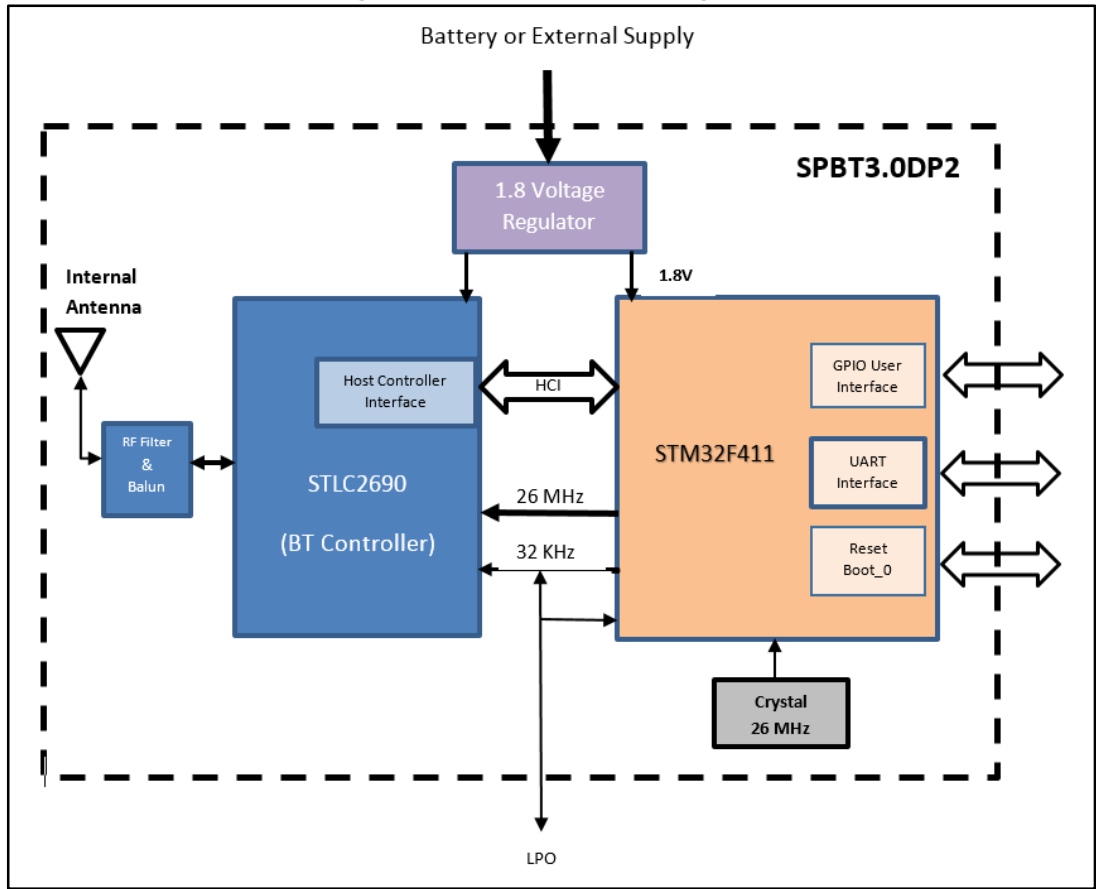 Battery or External Supply
SPBT3.0DP2
1.8 Voltage
Regulator
1.8V
Internal
Antenna
Host Controller
Interface
HCI
GPIO User
Interface
RF Filter
&
Balun
STLC2690
(BT Controller)
STM32F411
UART
Interface
26 MHz
32 KHz
Reset
Boot_0
Crystal
26 MHz
LPO